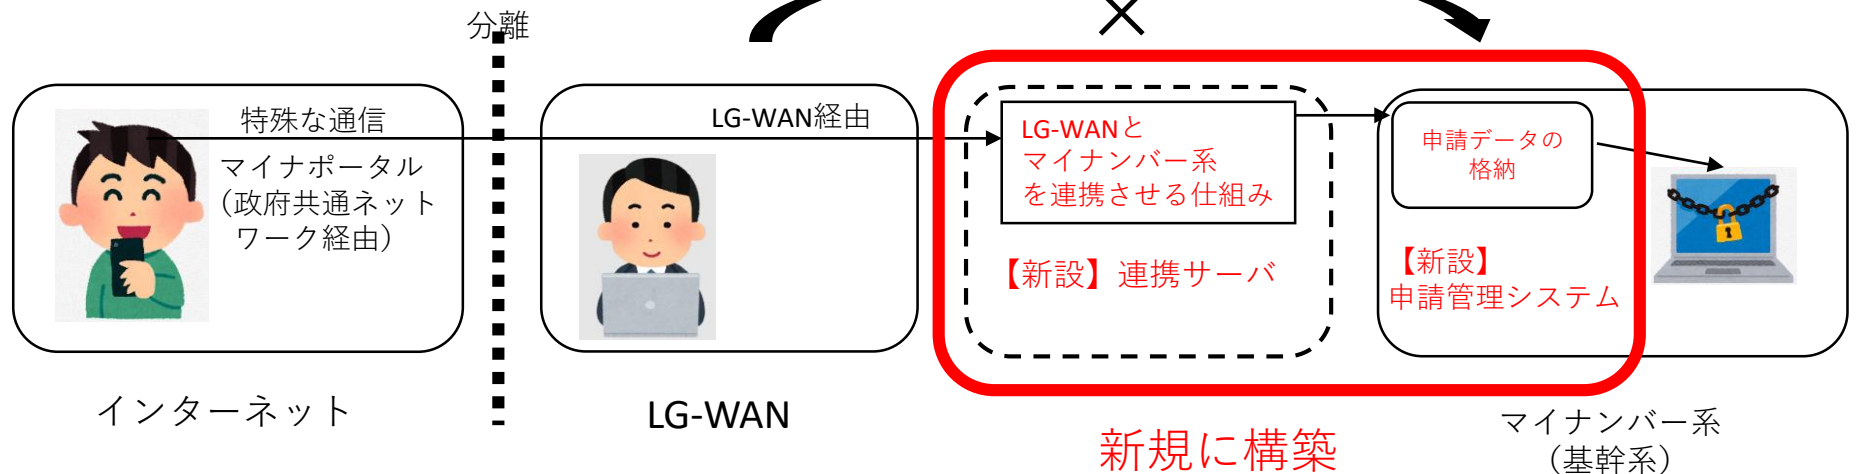 分離
×
特殊な通信
マイナポータル
（政府共通ネット
ワーク経由）
インターネット
LG-WAN経由
LG-WAN
LG-WANと
マイナンバー系
を連携させる仕組み
【新設】連携サーバ
新規に構築
申請データの
格納
【新設】
申請管理システム
マイナンバー系
（基幹系）